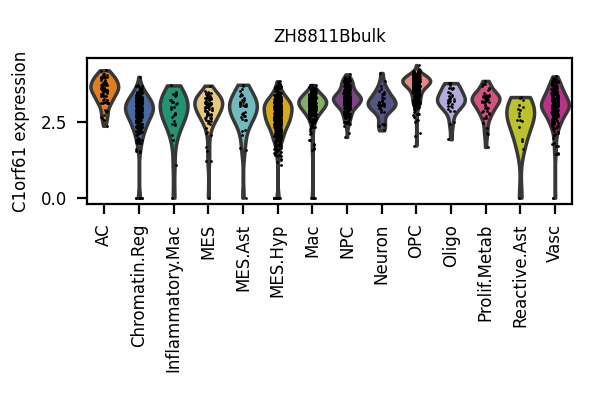 ZH8811Bbulk
C1orf61 expression
2.5
0.0
AC
Chromatin.Reg
Inflammatory.Mac
MES
MES.Ast
MES.Hyp
Mac
NPC
Neuron
OPC
Oligo
Prolif.Metab
Reactive.Ast
Vasc